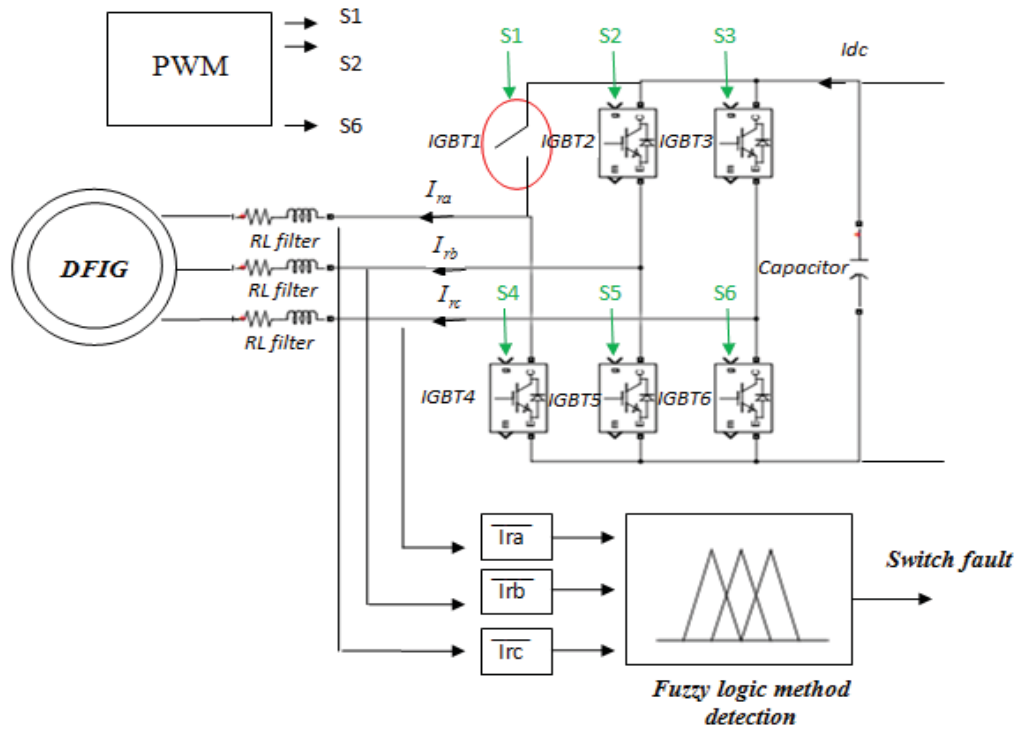 PWM
S1
S2
S6
S1
S2
S3
Idc
IGBT1
IGBT2
IGBT3
Ira
RL filter
DFIG
Irb
RL filter
Capacitor
Irc
RL filter
S4
S5
S6
IGBT4
IGBT5
IGBT6
Ira
Irb
Irc
Switch fault
Fuzzy logic method
detection